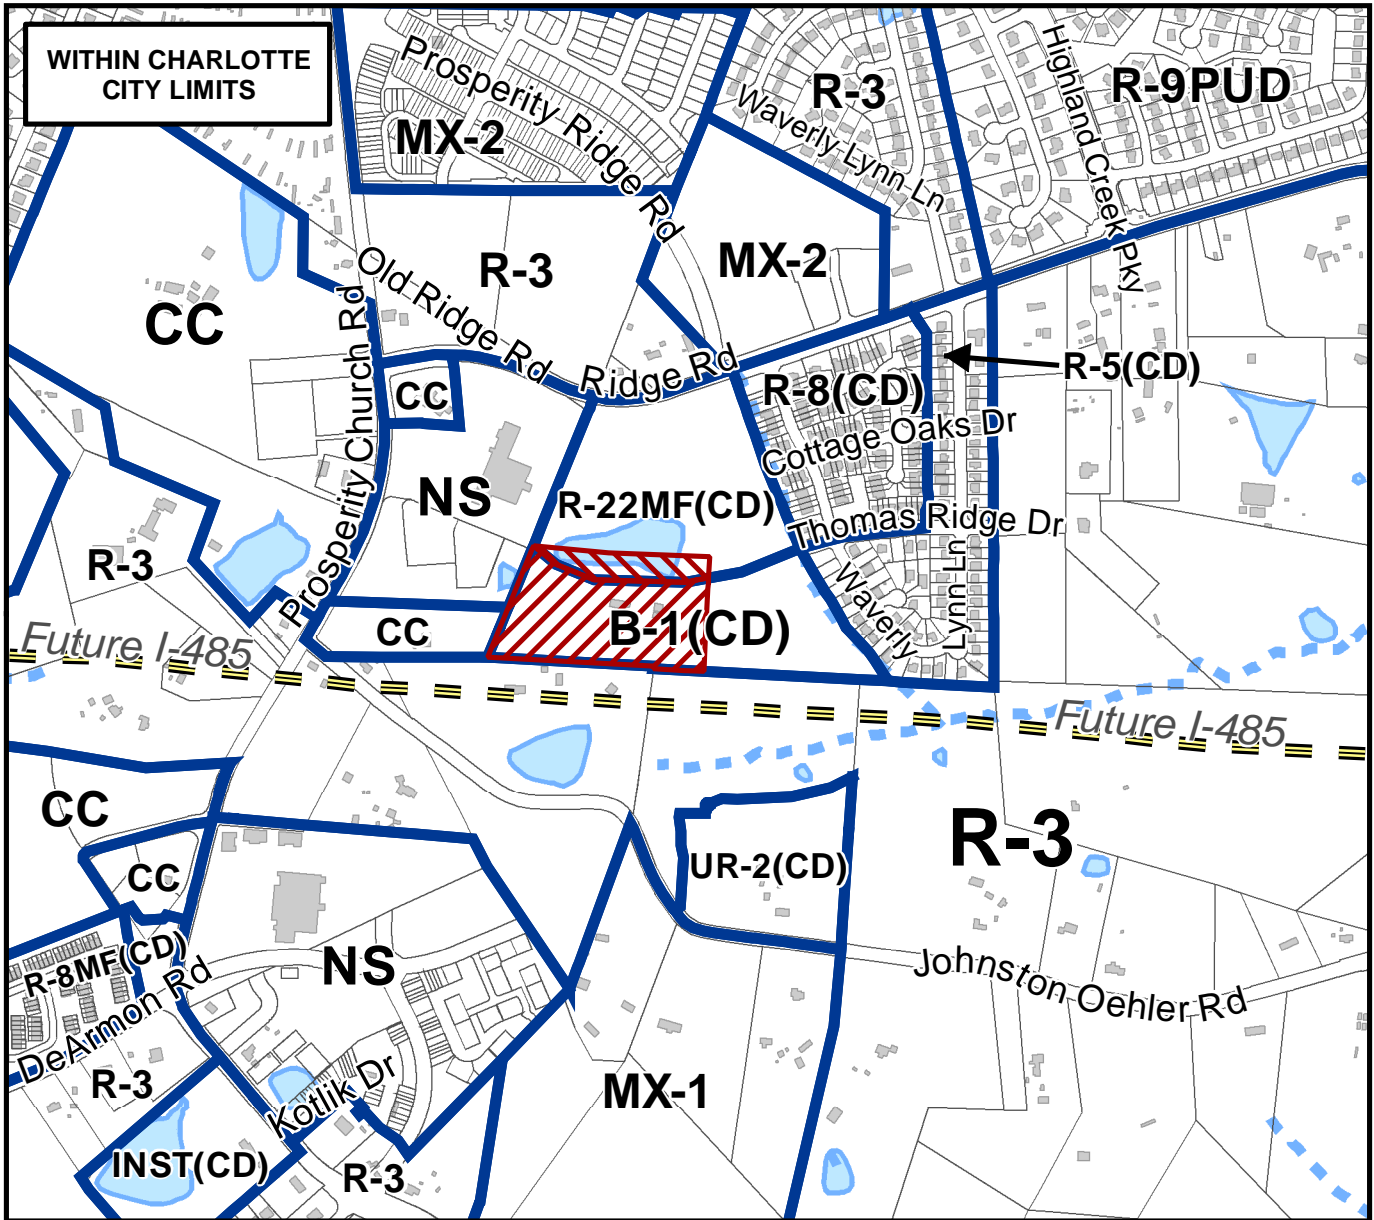 WITHIN CHARLOTTE
CITY LIMITS
Prosperity Ridge Rd
MX-2
R-3
Waverly Lynn Ln
Highland Creek Pky
R-9PUD
CC
Old Ridge Rd
R-3
MX-2
Prosperity Church Rd
CC
Ridge Rd
R-8(CD)
R-5(CD)
Cottage Oaks Dr
NS
R-22MF(CD)
Thomas Ridge Dr
R-3
Waverly
Lynn Ln
B-1(CD)
CC
Future I-485
Future I-485
CC
CC
R-3
UR-2(CD)
R-8MF(CD)
NS
DeArmon Rd
Johnston Oehler Rd
R-3
Kotlik Dr
MX-1
INST(CD)
R-3